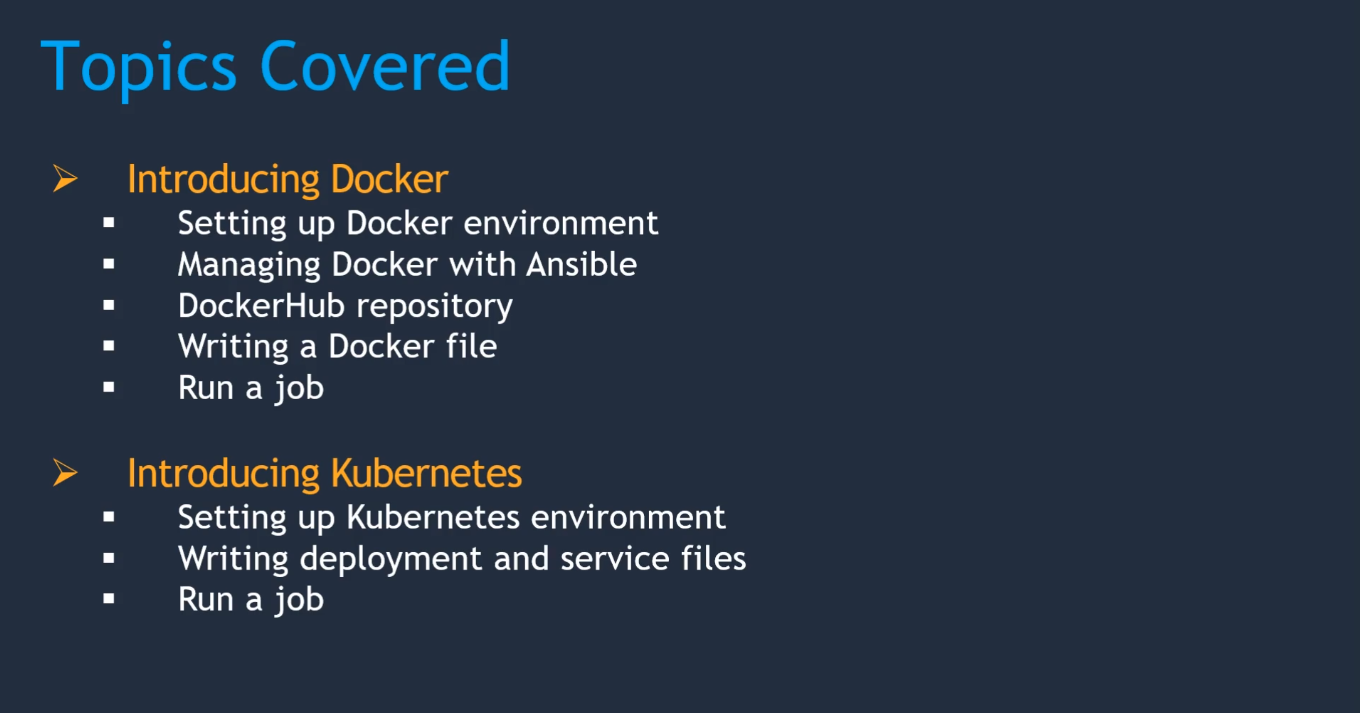 Topics Covered
Introducing Docker
Setting up Docker environment
Managing Docker with Ansible
DockerHub repository
Writing a Docker file
Run a job
Introducing Kubernetes
Setting up Kubernetes environment
Writing deployment and service files
Run a job